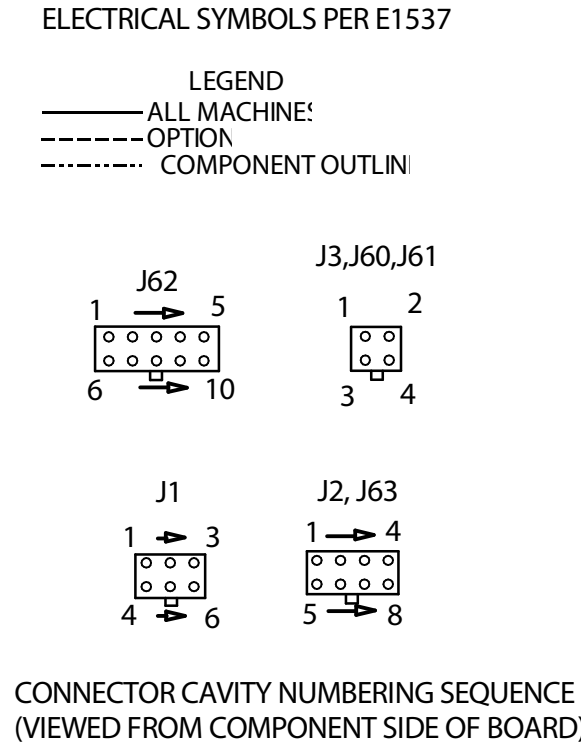 ELECTRICAL SYMBOLS PER E1537
LEGEND
ALL MACHINES
OPTION
COMPONENT OUTLIN
J62
1 5
6 10
J3,J60,J61
1 2
3 4
J1
1 3
4 6
J2, J63
1 4
5 8
CONNECTOR CAVITY NUMBERING SEQUENCE
(VIEWED FROM COMPONENT SIDE OF BOARD)